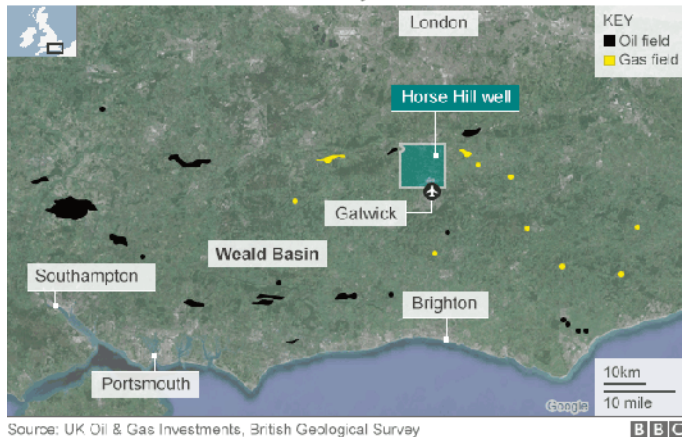 London
KEY
Oil field
Gas field
Horse Hill well
Gatwick
Weald Basin
Southampton
Brighton
Portsmouth
10km
10 mile
Google
Source: UK Oil & Gas Investments, British Geological Survey
BBC